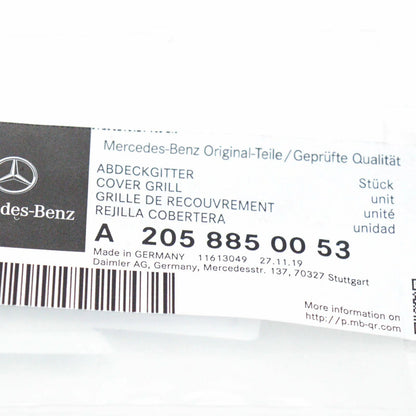 Mercedes-Benz Original-Teile/Geprüfte Qualität
ABDECKGITTER
COVER GRILL
GRILLE DE RECOUVREMENT
REJILLA COBERTERA
Stück
unit
unité
unidad
des-Benz
A 205 885 00 53
Made in GERMANY 11613049 27.11.19
Daimler AG, Germany, Mercedesstr. 137, 70327 Stuttgart
More information on
http://p.mb-qr.com/